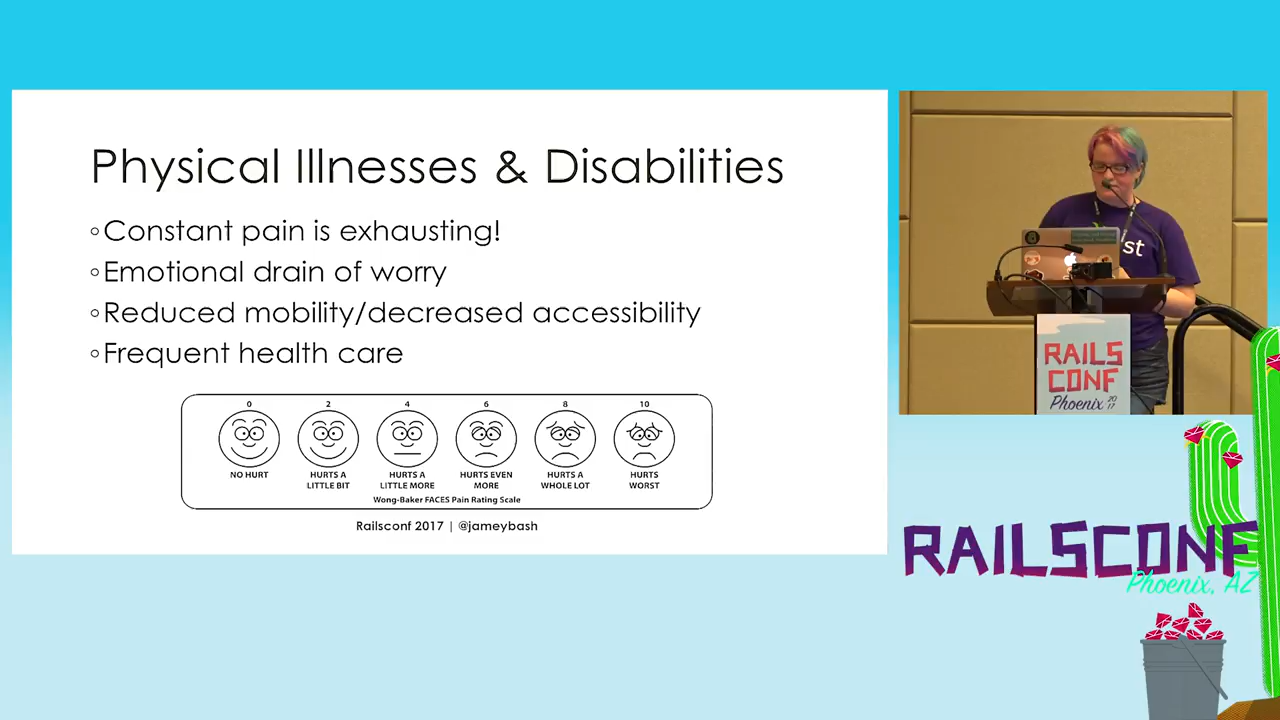 Physical Illnesses & Disabilities
◦Constant pain is exhausting!
◦Emotional drain of worry
◦Reduced mobility/decreased accessibility
◦Frequent health care
0 2 4 6 8 10
NO HURT
HURTS A
LITTLE BIT
HURTS A
LITTLE MORE
HURTS EVEN
MORE
HURTS A
WHOLE LOT
HURTS
WORST
Wong-Baker FACES Pain Rating Scale
Railsconf 2017 | @jameybash
st
RAILS
CONF
Phoenix 2017
RAILSCONF
Phoenix, AZ